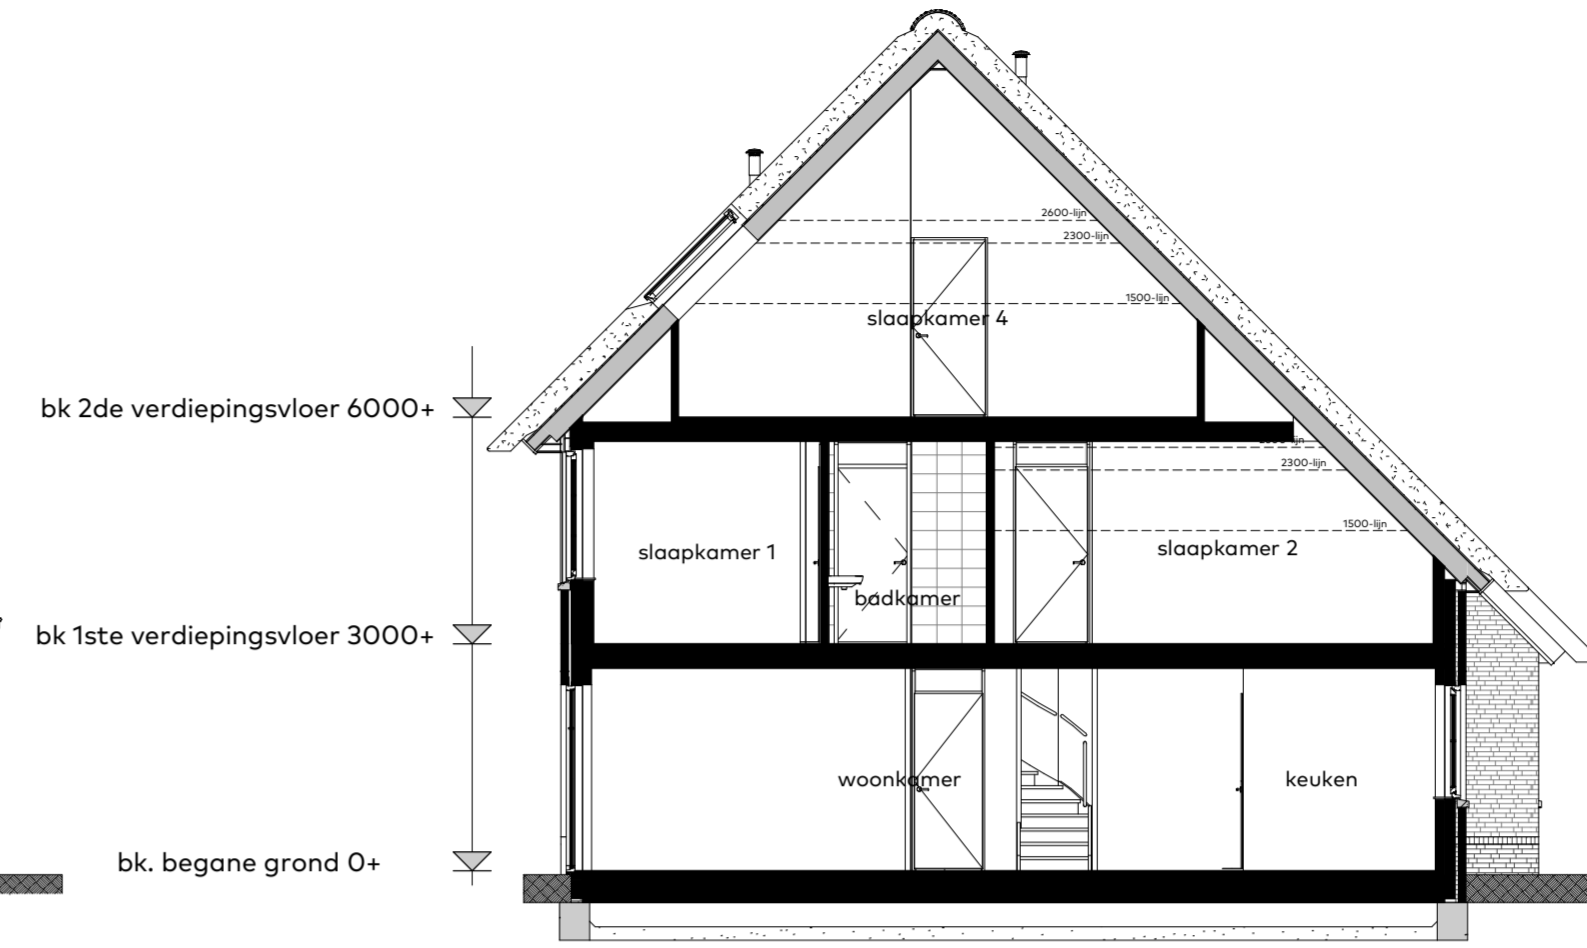 2600-lijn
2300-lijn
1500-lijn
slaapkamer 4
bk 2de verdiepingsvloer 6000+
2300-lijn
1500-lijn
slaapkamer 1
slaapkamer 2
badkamer
bk 1ste verdiepingsvloer 3000+
woonkamer
keuken
bk. begane grond 0+